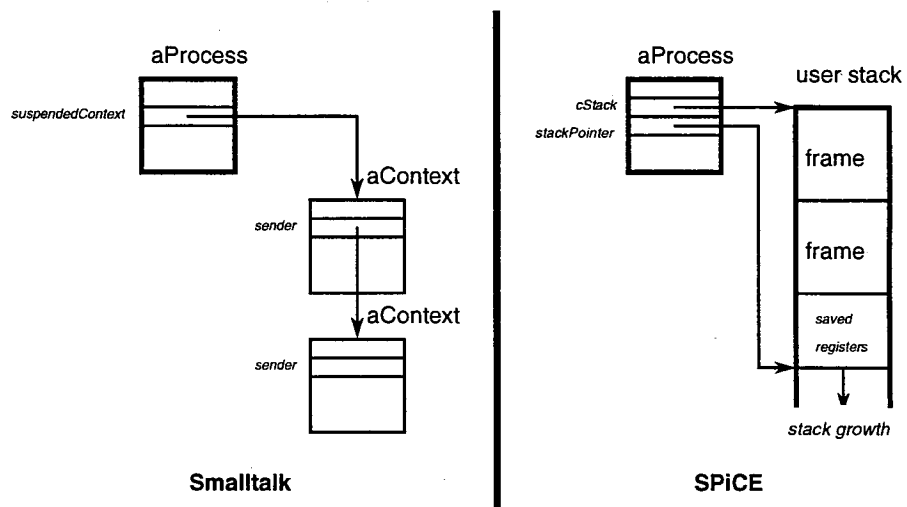 aProcess
suspendedContext
aContext
sender
aContext
sender
Smalltalk
aProcess
user stack
cStack
stackPointer
frame
frame
saved
registers
stack growth
SPiCE